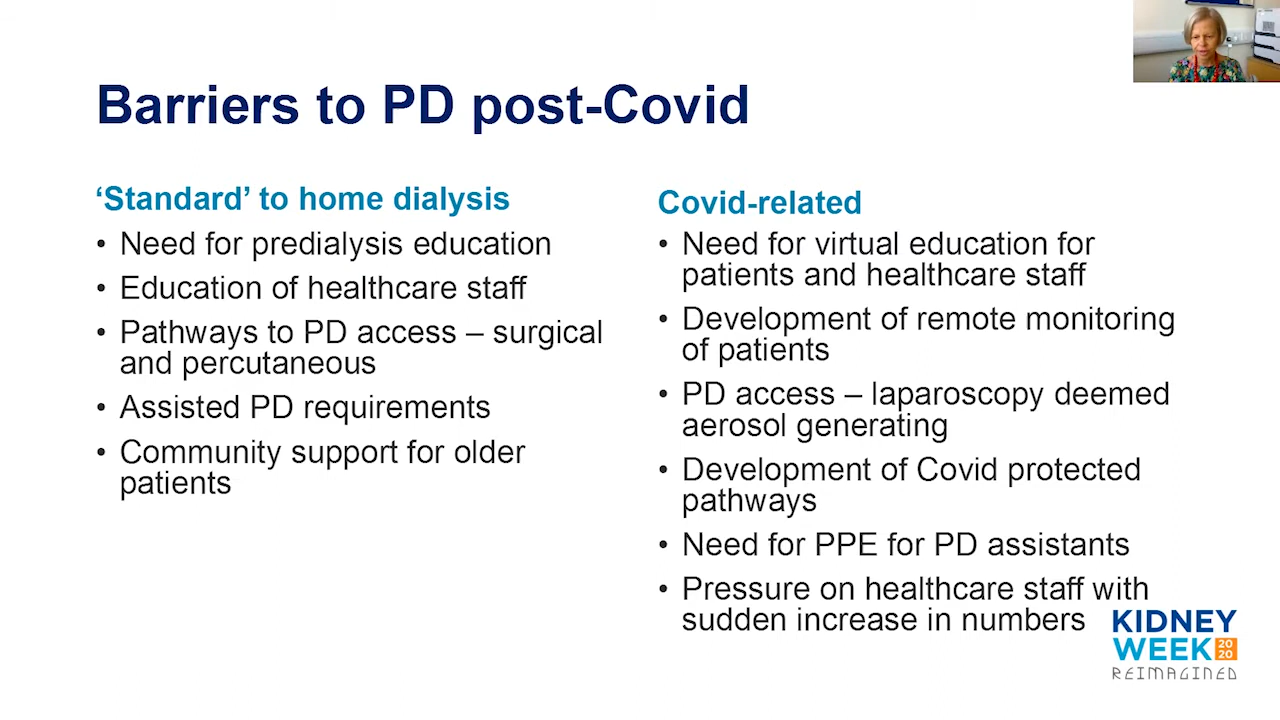 Barriers to PD post-Covid
‘Standard’ to home dialysis
• Need for predialysis education
• Education of healthcare staff
• Pathways to PD access – surgical
and percutaneous
• Assisted PD requirements
• Community support for older
patients
Covid-related
• Need for virtual education for
patients and healthcare staff
• Development of remote monitoring
of patients
• PD access – laparoscopy deemed
aerosol generating
• Development of Covid protected
pathways
• Need for PPE for PD assistants
• Pressure on healthcare staff with
sudden increase in numbers
KIDNEY
WEEK 20
20
REIMAGINED